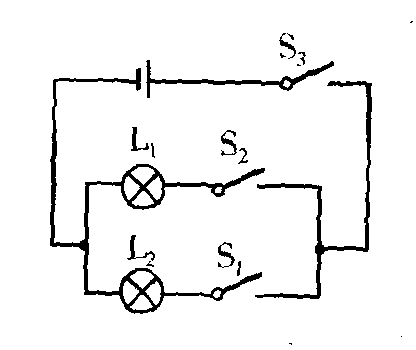 S₃
L₁ S₂
L₂ S₁